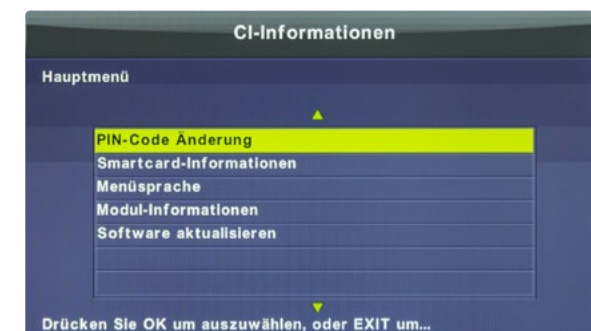 CI-Informationen
Hauptmenü
PIN-Code Änderung
Smartcard-Informationen
Menüsprache
Modul-Informationen
Software aktualisieren
Drücken Sie OK um auszuwählen, oder EXIT um...